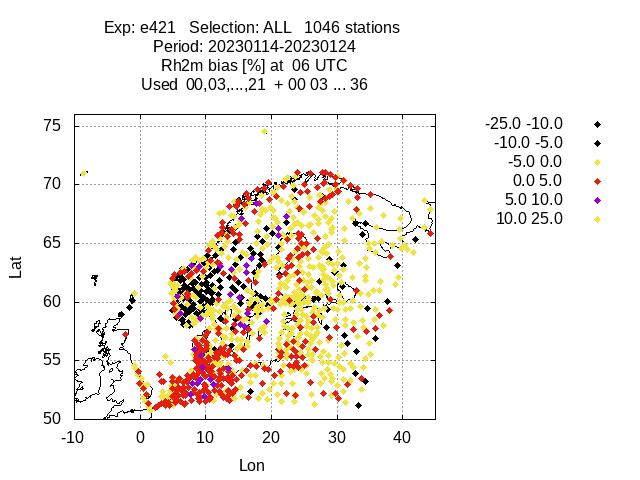 Exp: e421 Selection: ALL 1046 stations
Period: 20230114-20230124
Rh2m bias [%] at 06 UTC
Used 00,03,...,21 + 00 03 ... 36
-25.0 -10.0
-10.0 -5.0
-5.0 0.0
0.0 5.0
5.0 10.0
10.0 25.0
75
70
65
60
55
50
Lat
-10 0 10 20 30 40
Lon